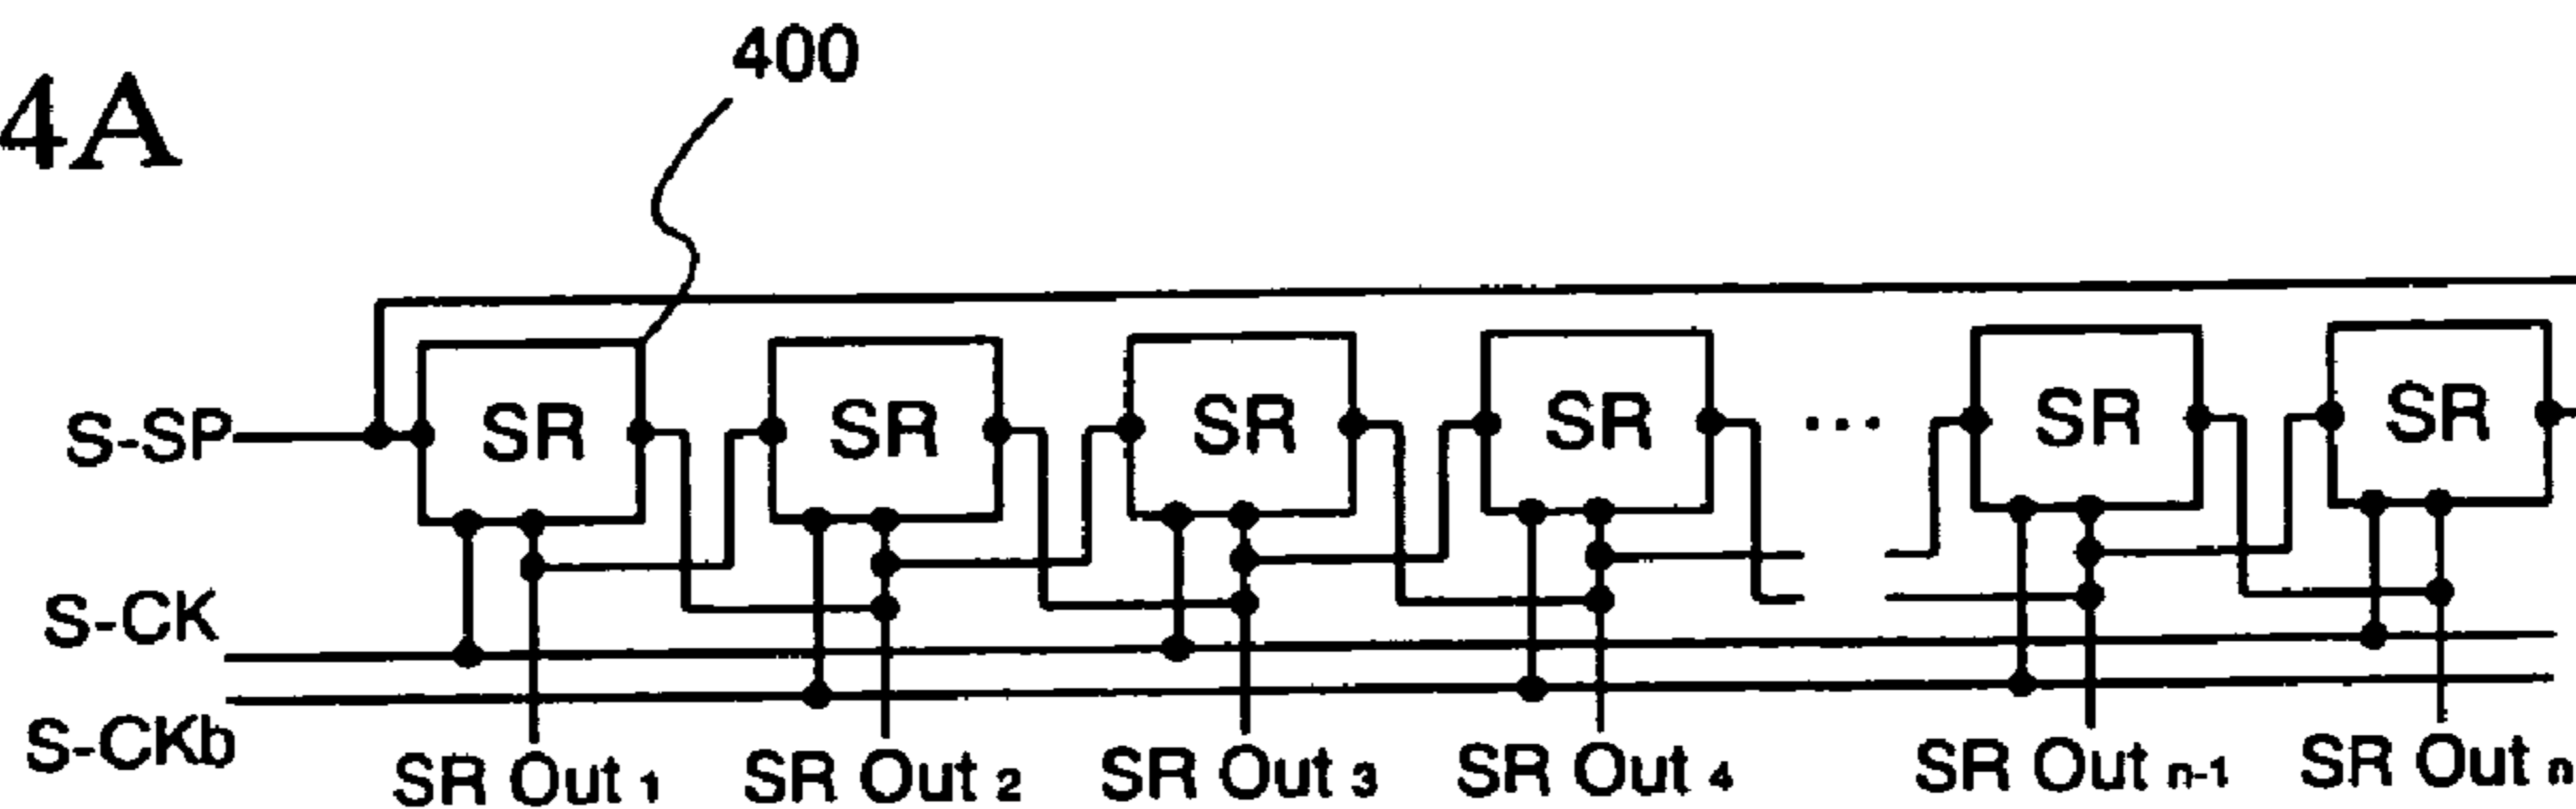 4A
400
S-SP
SR SR SR SR ... SR SR
S-CK
S-CKb
SR Out 1 SR Out 2 SR Out 3 SR Out 4 SR Out n-1 SR Out n